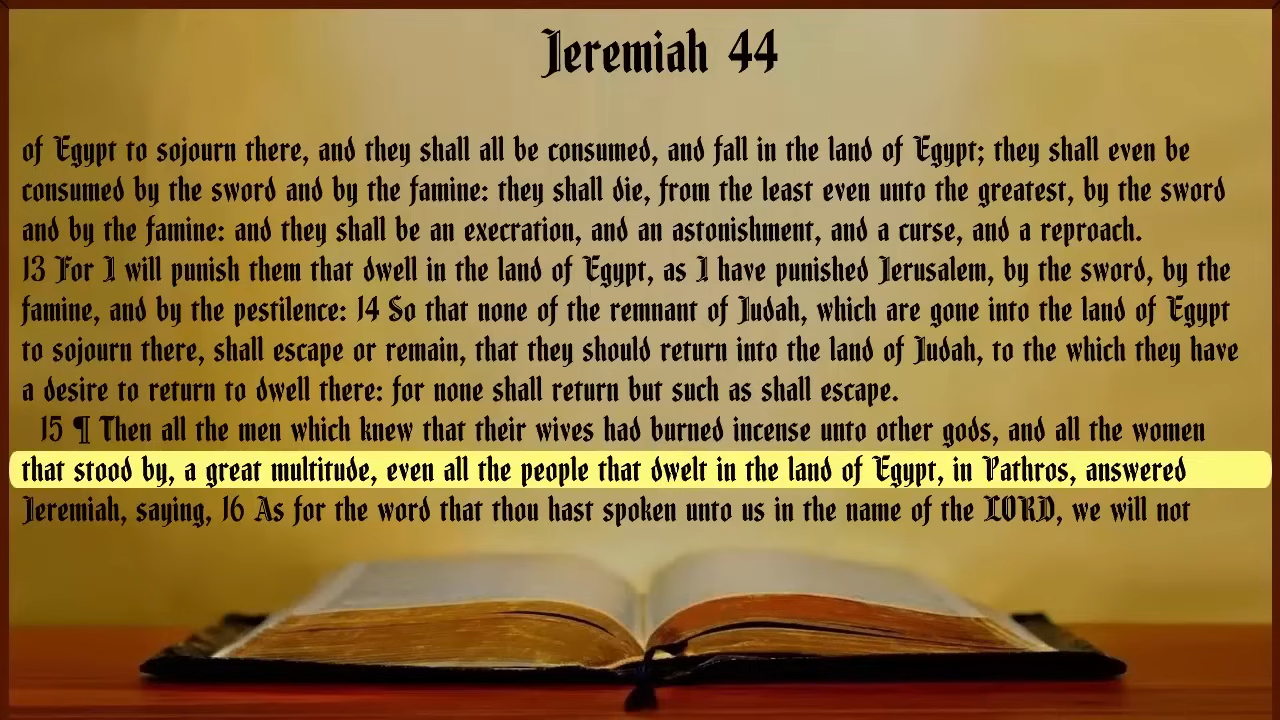 Jeremiah 44
of Egypt to sojourn there, and they shall all be consumed, and fall in the land of Egypt; they shall even be
consumed by the sword and by the famine: they shall die, from the least even unto the greatest, by the sword
and by the famine: and they shall be an execration, and an astonishment, and a curse, and a reproach.
13 For I will punish them that dwell in the land of Egypt, as I have punished Jerusalem, by the sword, by the
famine, and by the pestilence: 14 So that none of the remnant of Judah, which are gone into the land of Egypt
to sojourn there, shall escape or remain, that they should return into the land of Judah, to the which they have
a desire to return to dwell there: for none shall return but such as shall escape.
15 ¶ Then all the men which knew that their wives had burned incense unto other gods, and all the women
that stood by, a great multitude, even all the people that dwelt in the land of Egypt, in Pathros, answered
Jeremiah, saying, 16 As for the word that thou hast spoken unto us in the name of the LORD, we will not